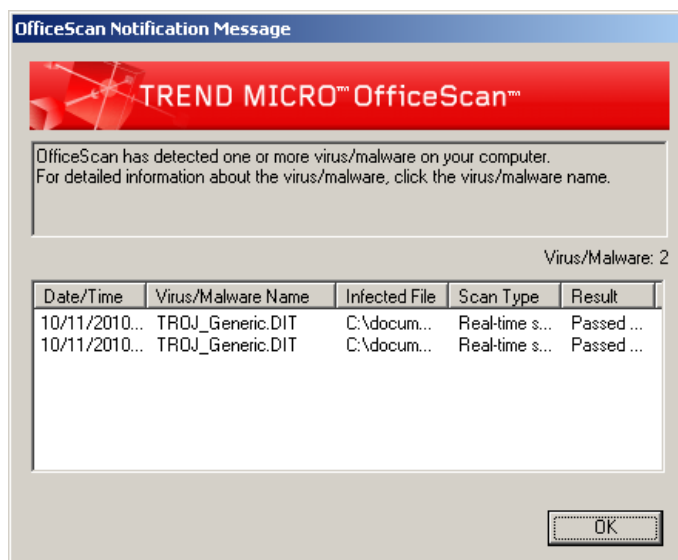 OfficeScan Notification Message
TREND MICRO™ OfficeScan™
OfficeScan has detected one or more virus/malware on your computer.
For detailed information about the virus/malware, click the virus/malware name.
Virus/Malware: 2
Date/Time Virus/Malware Name Infected File Scan Type Result
10/11/2010... TROJ_Generic.DIT C:\docum... Real-time s... Passed ...
10/11/2010... TROJ_Generic.DIT C:\docum... Real-time s... Passed ...
OK